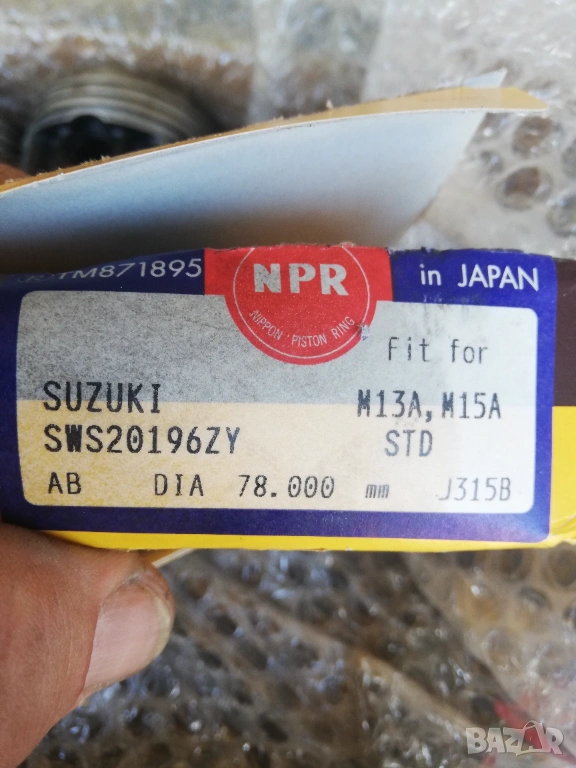 TM871895
NPR
NIPPON · PISTON RING
in JAPAN
Fit for
SUZUKI M13A, M15A
SWS20196ZY STD
AB DIA 78.000 mm J315B
BAZAR